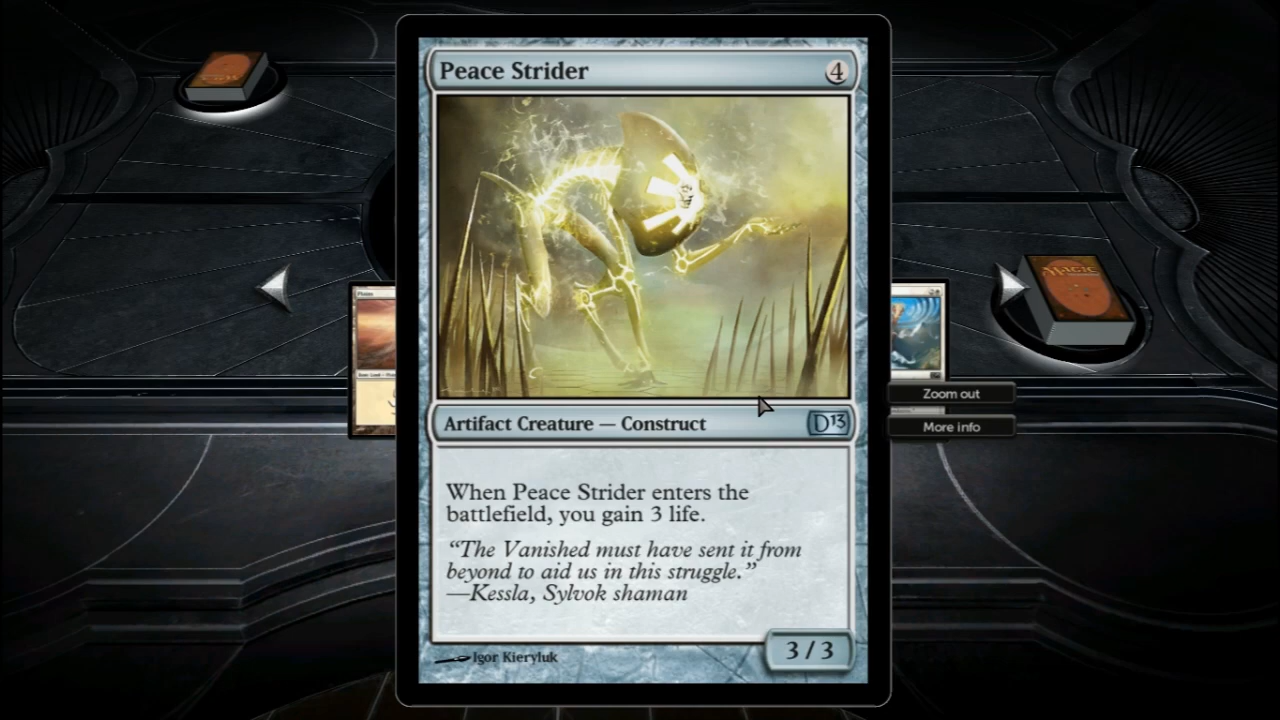 Peace Strider
4
Plains
MAGIC
Zoom out
More info
Artifact Creature — Construct
D13
When Peace Strider enters the
battlefield, you gain 3 life.
“The Vanished must have sent it from
beyond to aid us in this struggle.”
—Kessla, Sylvok shaman
3/3
Igor Kieryluk